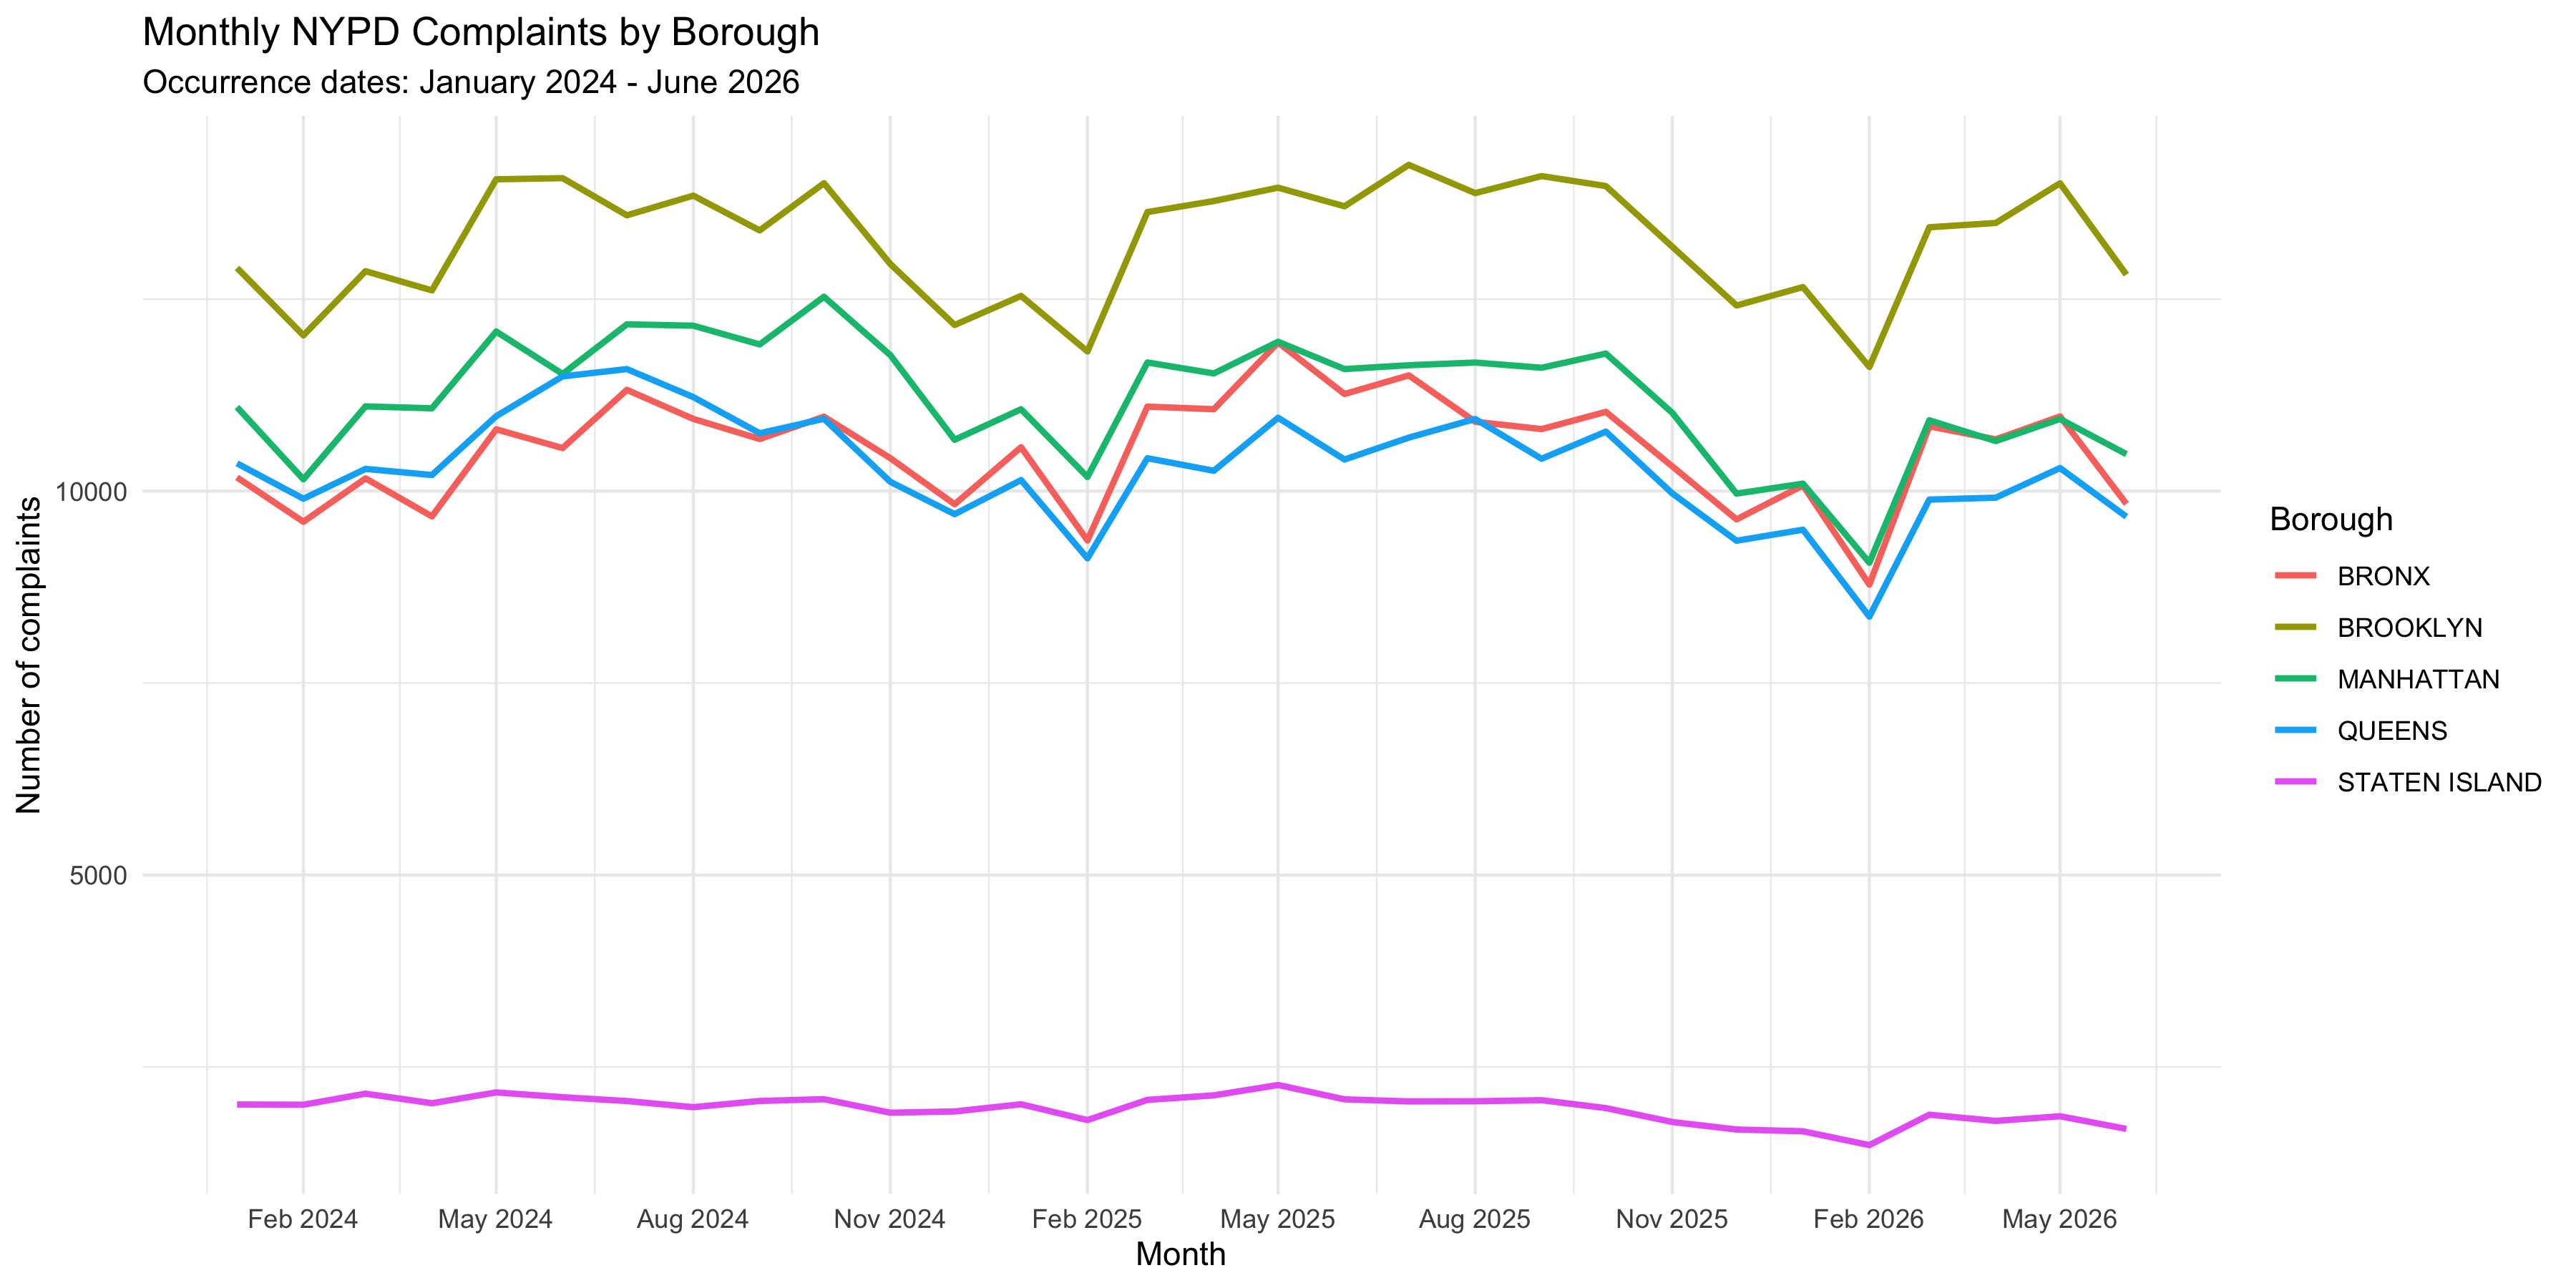 Monthly NYPD Complaints by Borough
Occurrence dates: January 2024 - June 2026
Number of complaints
10000
5000
Feb 2024
May 2024
Aug 2024
Nov 2024
Feb 2025
May 2025
Aug 2025
Nov 2025
Feb 2026
May 2026
Month
Borough
BRONX
BROOKLYN
MANHATTAN
QUEENS
STATEN ISLAND